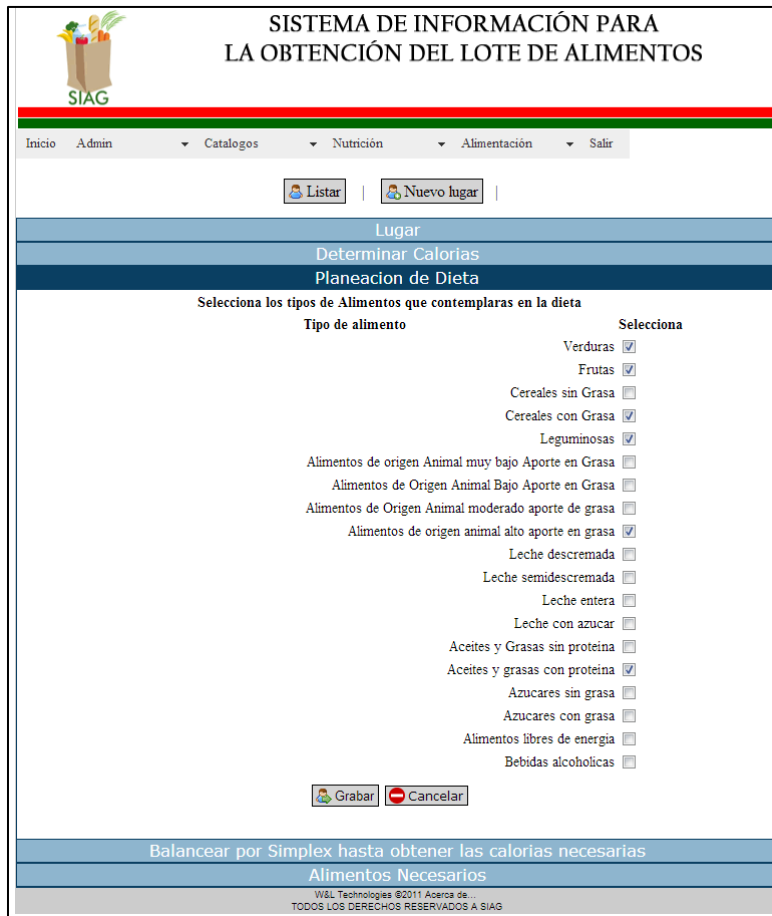 SISTEMA DE INFORMACIÓN PARA
LA OBTENCIÓN DEL LOTE DE ALIMENTOS
SIAG
Inicio Admin Catalogos Nutrición Alimentación Salir
Listar | Nuevo lugar |
Lugar
Determinar Calorias
Planeacion de Dieta
Selecciona los tipos de Alimentos que contemplaras en la dieta
Tipo de alimento Selecciona
Verduras
Frutas
Cereales sin Grasa
Cereales con Grasa
Leguminosas
Alimentos de origen Animal muy bajo Aporte en Grasa
Alimentos de Origen Animal Bajo Aporte en Grasa
Alimentos de Origen Animal moderado aporte de grasa
Alimentos de origen animal alto aporte en grasa
Leche descremada
Leche semidescremada
Leche entera
Leche con azucar
Aceites y Grasas sin proteina
Aceites y grasas con proteina
Azucares sin grasa
Azucares con grasa
Alimentos libres de energia
Bebidas alcoholicas
Grabar Cancelar
Balancear por Simplex hasta obtener las calorias necesarias
Alimentos Necesarios
W&L Technologies ©2011 Acerca de...
TODOS LOS DERECHOS RESERVADOS A SIAG